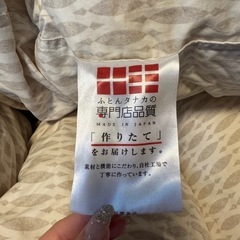 ふとんタナカの
専門店品質
MADE IN JAPAN
「作りたて」
をお届けします。
素材と機能にこだわり、自社工場で
丁寧に作っています。